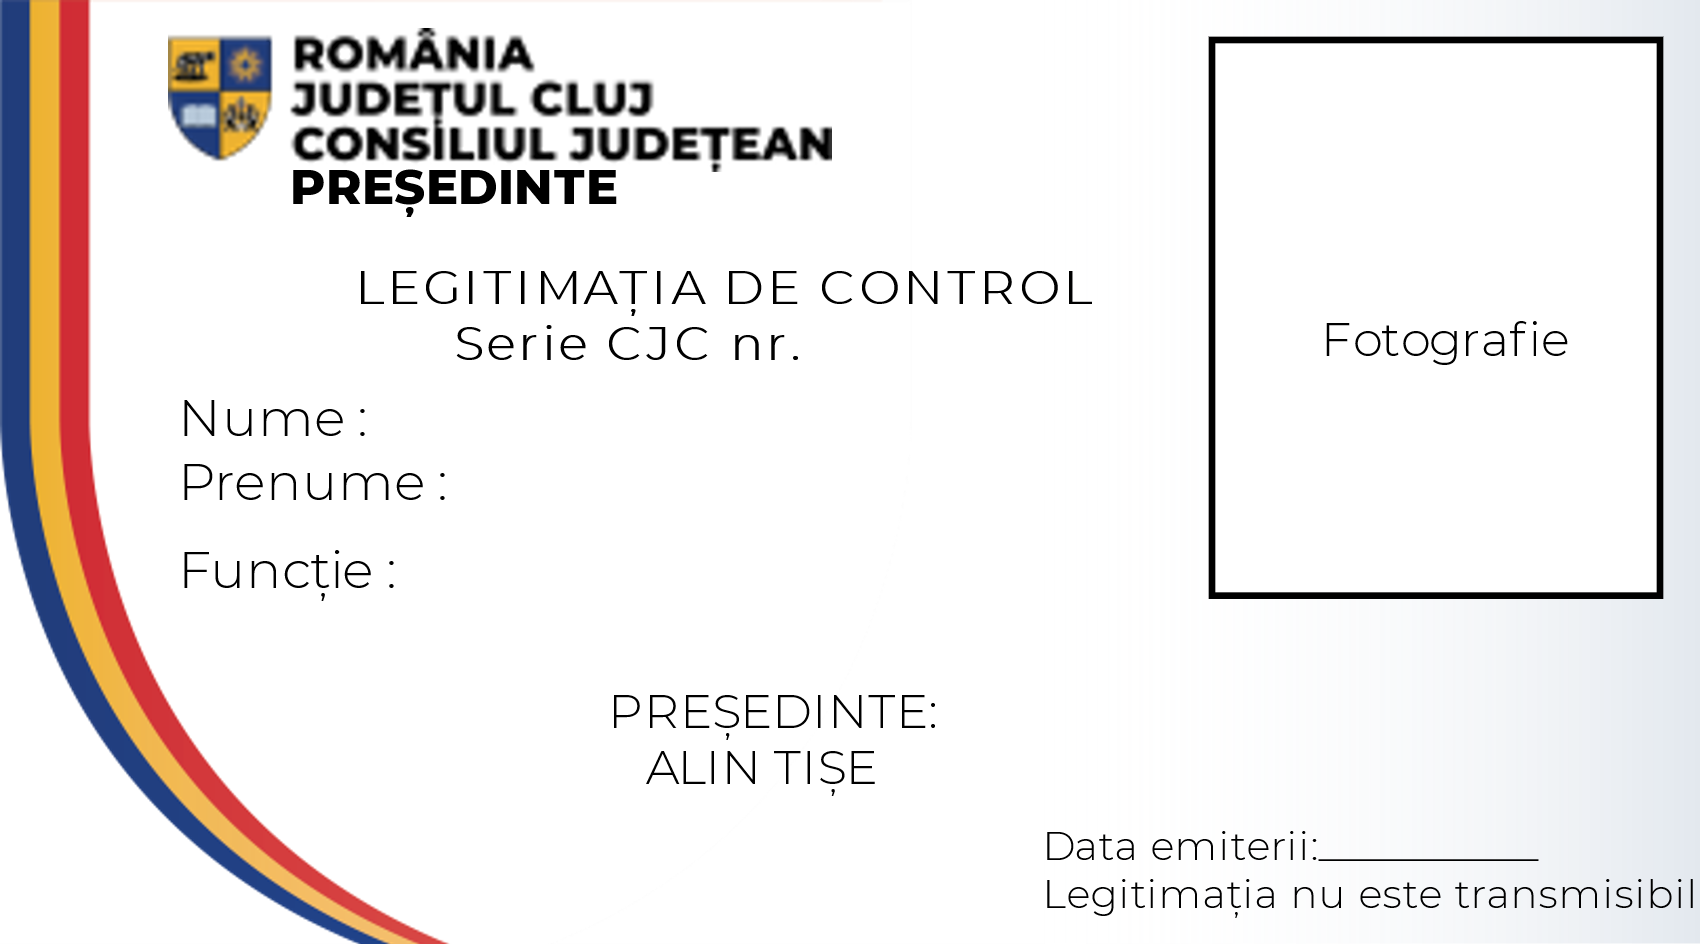 ROMÂNIA
JUDEȚUL CLUJ
CONSILIUL JUDEȚEAN
PREȘEDINTE
LEGITIMAȚIA DE CONTROL
Serie CJC nr.
Nume :
Prenume :
Funcție :
Fotografie
PREȘEDINTE:
ALIN TIȘE
Data emiterii:___________
Legitimația nu este transmisibil